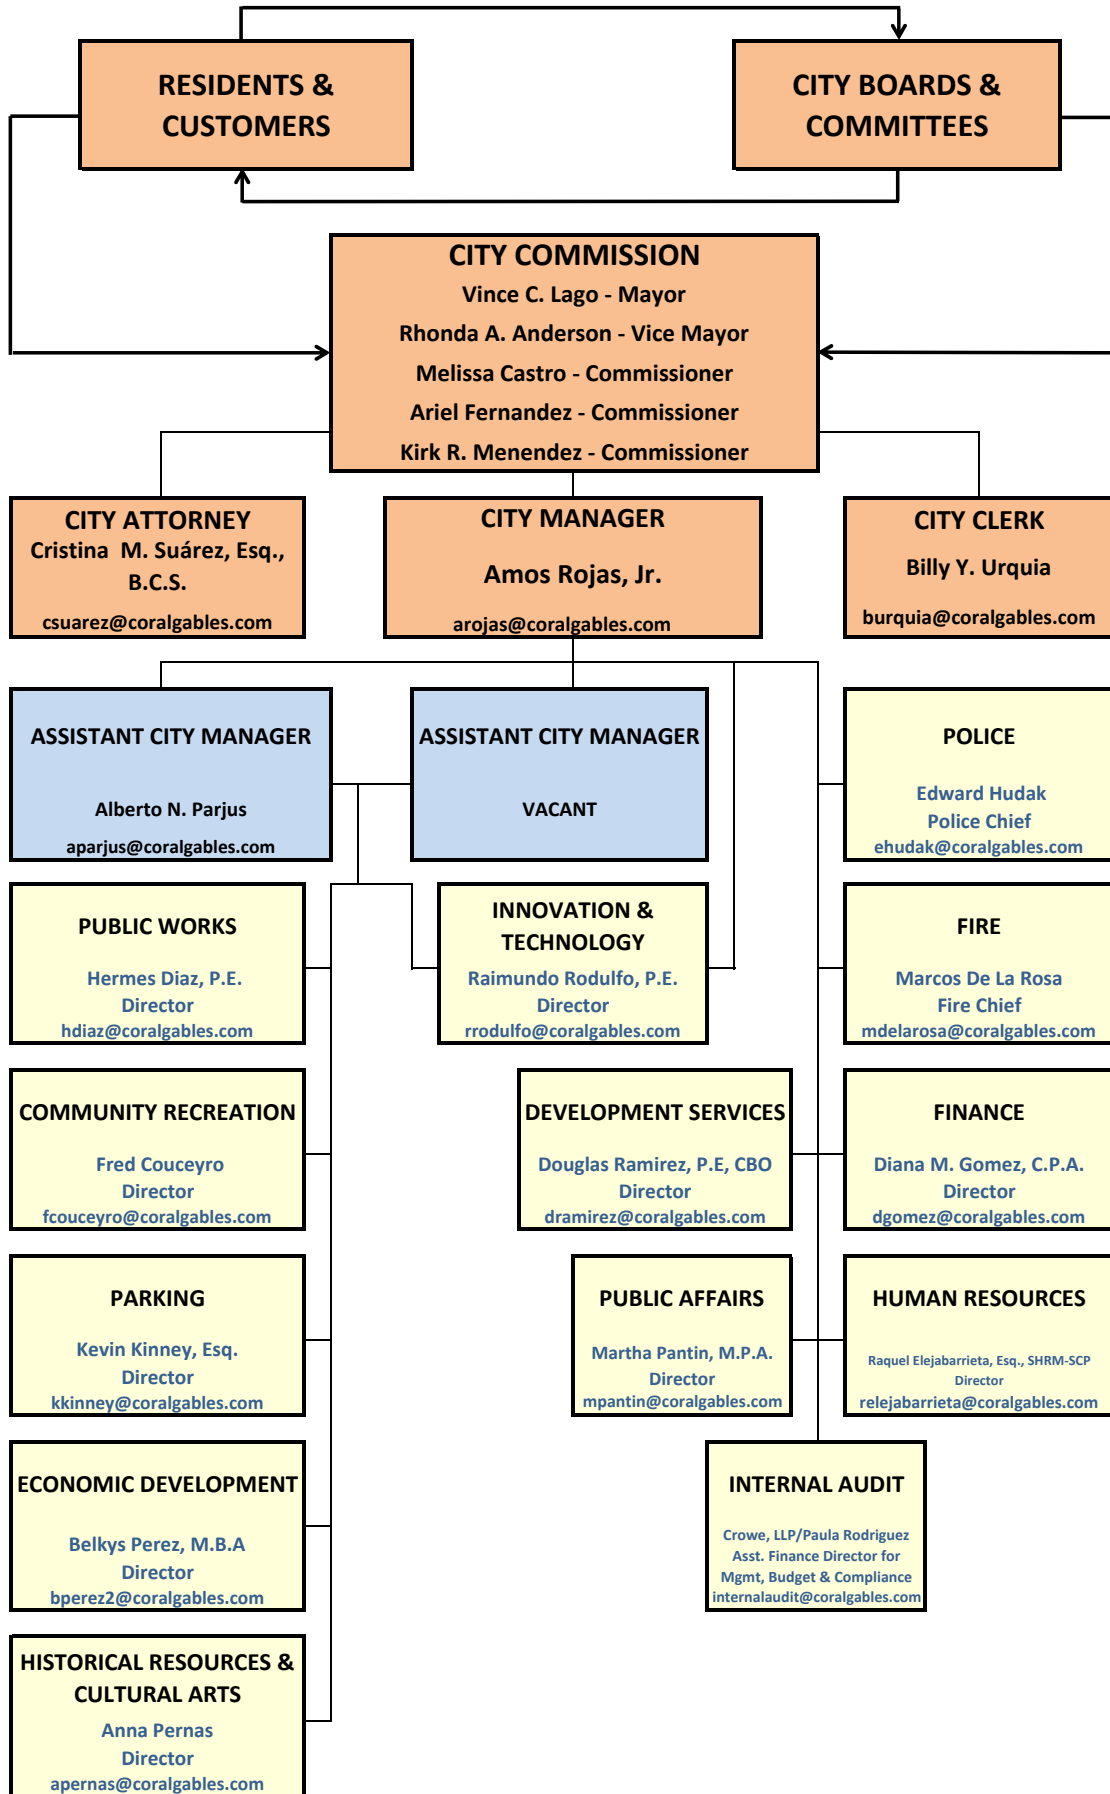 RESIDENTS &
CUSTOMERS
CITY BOARDS &
COMMITTEES
CITY COMMISSION
Vince C. Lago - Mayor
Rhonda A. Anderson - Vice Mayor
Melissa Castro - Commissioner
Ariel Fernandez - Commissioner
Kirk R. Menendez - Commissioner
CITY ATTORNEY
Cristina  M. Suárez, Esq.,
B.C.S.
csuarez@coralgables.com
CITY MANAGER
Amos Rojas, Jr.
arojas@coralgables.com
CITY CLERK
Billy Y. Urquia
burquia@coralgables.com
ASSISTANT CITY MANAGER
Alberto N. Parjus
aparjus@coralgables.com
ASSISTANT CITY MANAGER
VACANT
POLICE
Edward Hudak
Police Chief
ehudak@coralgables.com
PUBLIC WORKS
Hermes Diaz, P.E.
Director
hdiaz@coralgables.com
INNOVATION &
TECHNOLOGY
Raimundo Rodulfo, P.E.
Director
rrodulfo@coralgables.com
FIRE
Marcos De La Rosa
Fire Chief
mdelarosa@coralgables.com
COMMUNITY RECREATION
Fred Couceyro
Director
fcouceyro@coralgables.com
DEVELOPMENT SERVICES
Douglas Ramirez, P.E, CBO
Director
dramirez@coralgables.com
FINANCE
Diana M. Gomez, C.P.A.
Director
dgomez@coralgables.com
PARKING
Kevin Kinney, Esq.
Director
kkinney@coralgables.com
PUBLIC AFFAIRS
Martha Pantin, M.P.A.
Director
mpantin@coralgables.com
HUMAN RESOURCES
Raquel Elejabarrieta, Esq., SHRM-SCP
Director
relejabarrieta@coralgables.com
ECONOMIC DEVELOPMENT
Belkys Perez, M.B.A
Director
bperez2@coralgables.com
INTERNAL AUDIT
Crowe, LLP/Paula Rodriguez
Asst. Finance Director for
Mgmt, Budget & Compliance
internalaudit@coralgables.com
HISTORICAL RESOURCES &
CULTURAL ARTS
Anna Pernas
Director
apernas@coralgables.com